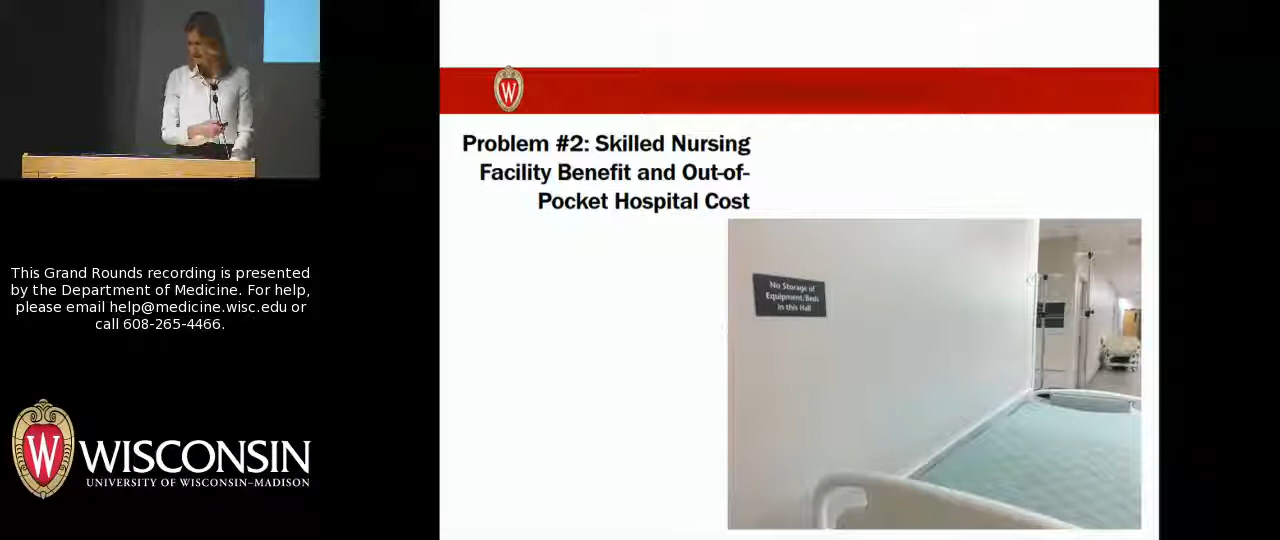 This Grand Rounds recording is presented
by the Department of Medicine. For help,
please email help@medicine.wisc.edu or
call 608-265-4466.
W
WISCONSIN
UNIVERSITY OF WISCONSIN–MADISON
W
Problem #2: Skilled Nursing
Facility Benefit and Out-of-
Pocket Hospital Cost
No Storage of
Equipment/Beds
in this Hall